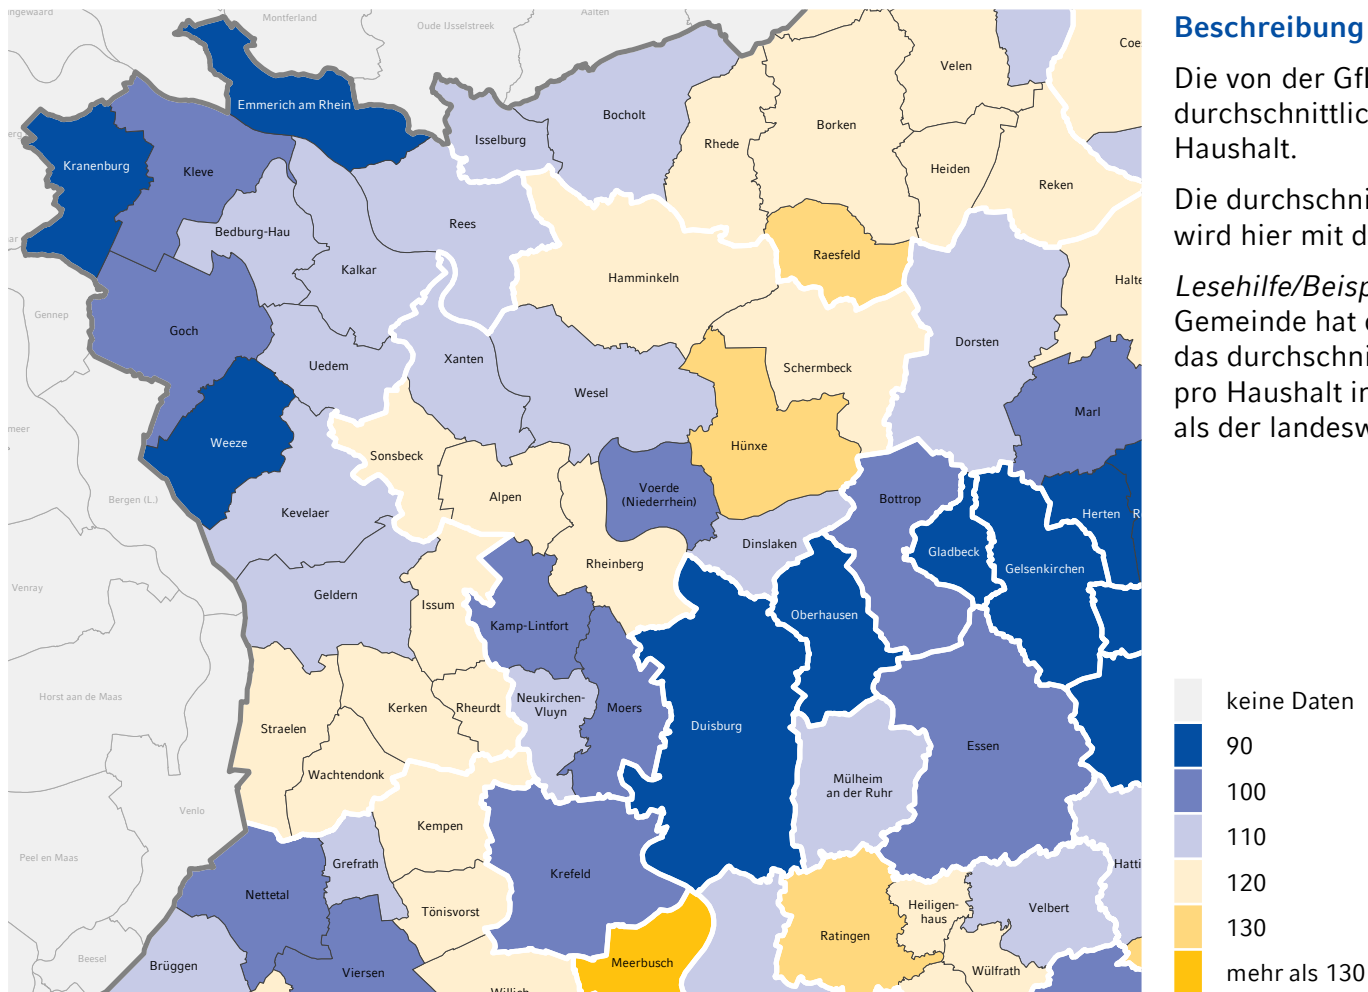 Montferland
Oude IJsselstreek
Aalten
Emmerich am Rhein
Isselburg
Bocholt
Velen
Rhede
Borken
Heiden
Reken
Kranenburg
Kleve
Bedburg-Hau
Rees
Kalkar
Hamminkeln
Raesfeld
Gennep
Goch
Uedem
Xanten
Wesel
Schermbeck
Dorsten
Marl
Weeze
Sonsbeck
Hünxe
Alpen
Voerde
(Niederrhein)
Bottrop
Herten
Bergen (L.)
Kevelaer
Dinslaken
Gladbeck
Gelsenkirchen
Rheinberg
Venray
Geldern
Issum
Kamp-Lintfort
Oberhausen
Horst aan de Maas
Straelen
Kerken
Rheurdt
Neukirchen-
Vluyn
Moers
Duisburg
Essen
Wachtendonk
Mülheim
an der Ruhr
Venlo
Kempen
Peel en Maas
Grefrath
Krefeld
Nettetal
Tönisvorst
Heiligen-
haus
Velbert
Ratingen
Beesel
Brüggen
Viersen
Meerbusch
Wülfrath
Beschreibung
Die von der Gf
durchschnittlic
Haushalt.
Die durchschni
wird hier mit d
Lesehilfe/Beisp
Gemeinde hat
das durchschni
pro Haushalt in
als der landesw
keine Daten
90
100
110
120
130
mehr als 130